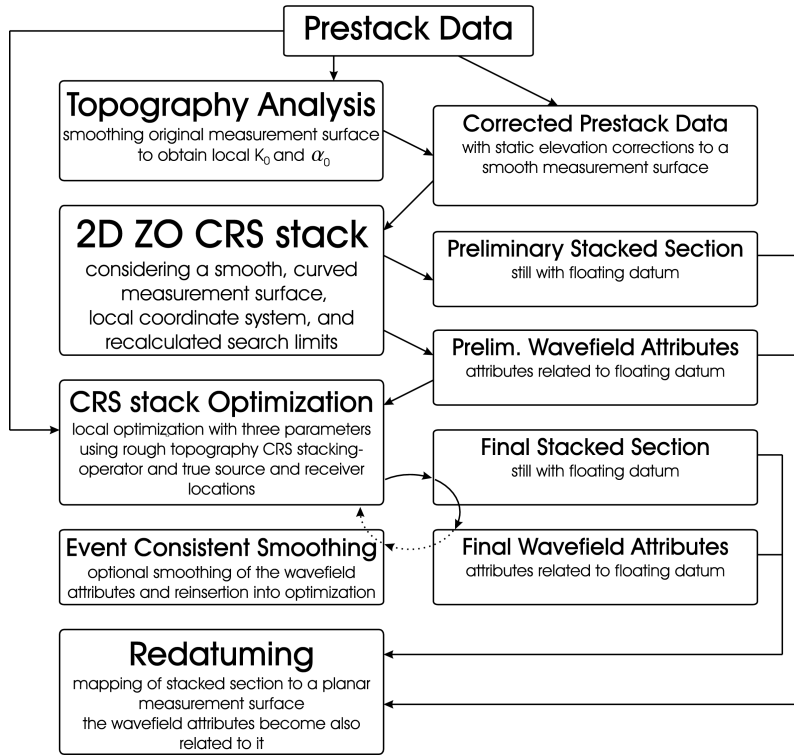 Prestack Data
Topography Analysis
smoothing original measurement surface
to obtain local K₀ and α₀
Corrected Prestack Data
with static elevation corrections to a
smooth measurement surface
2D ZO CRS stack
considering a smooth, curved
measurement surface,
local coordinate system, and
recalculated search limits
Preliminary Stacked Section
still with floating datum
Prelim. Wavefield Attributes
attributes related to floating datum
CRS stack Optimization
local optimization with three parameters
using rough topography CRS stacking-
operator and true source and receiver
locations
Final Stacked Section
still with floating datum
Event Consistent Smoothing
optional smoothing of the wavefield
attributes and reinsertion into optimization
Final Wavefield Attributes
attributes related to floating datum
Redatuming
mapping of stacked section to a planar
measurement surface
the wavefield attributes become also
related to it